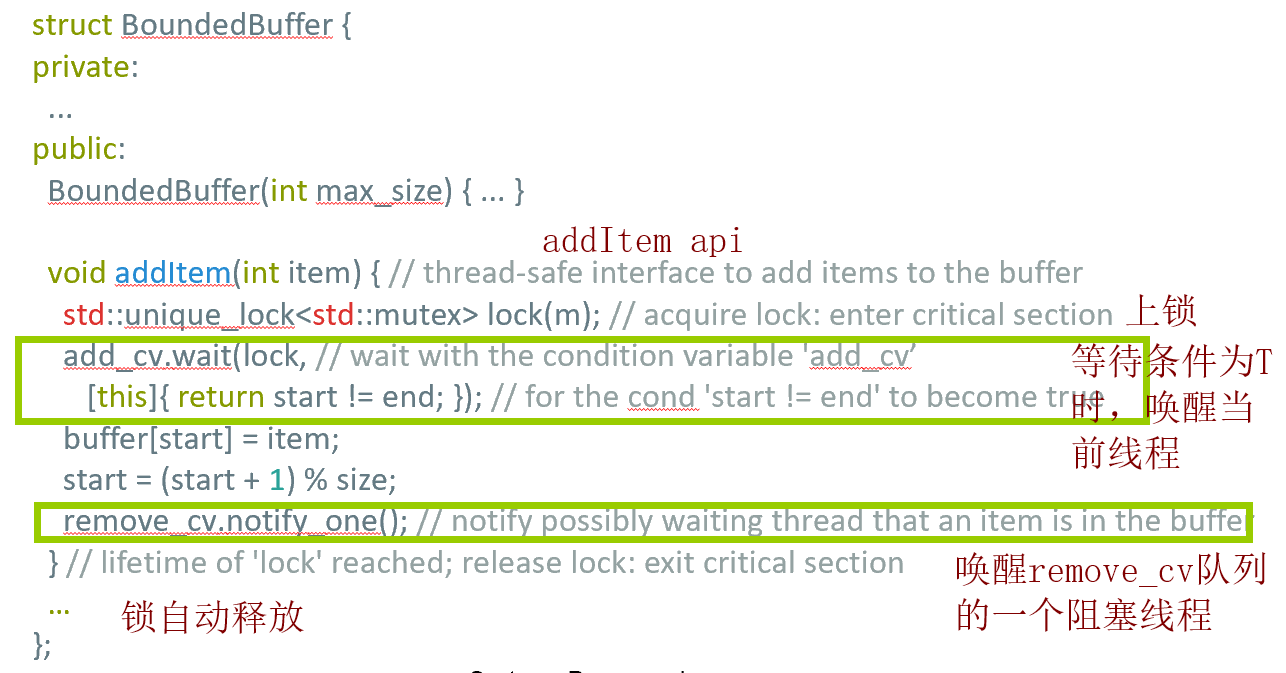 struct BoundedBuffer {
private:
...
public:
BoundedBuffer(int max_size) { ... }
addItem api
void addItem(int item) { // thread-safe interface to add items to the buffer
std::unique_lock<std::mutex> lock(m); // acquire lock: enter critical section 上锁
add_cv.wait(lock, // wait with the condition variable 'add_cv’
等待条件为T
[this]{ return start != end; }); // for the cond 'start != end' to become true
时，唤醒当
buffer[start] = item;
前线程
start = (start + 1) % size;
remove_cv.notify_one(); // notify possibly waiting thread that an item is in the buffer
} // lifetime of 'lock' reached; release lock: exit critical section
唤醒remove_cv队列
的一个阻塞线程
...
锁自动释放
};